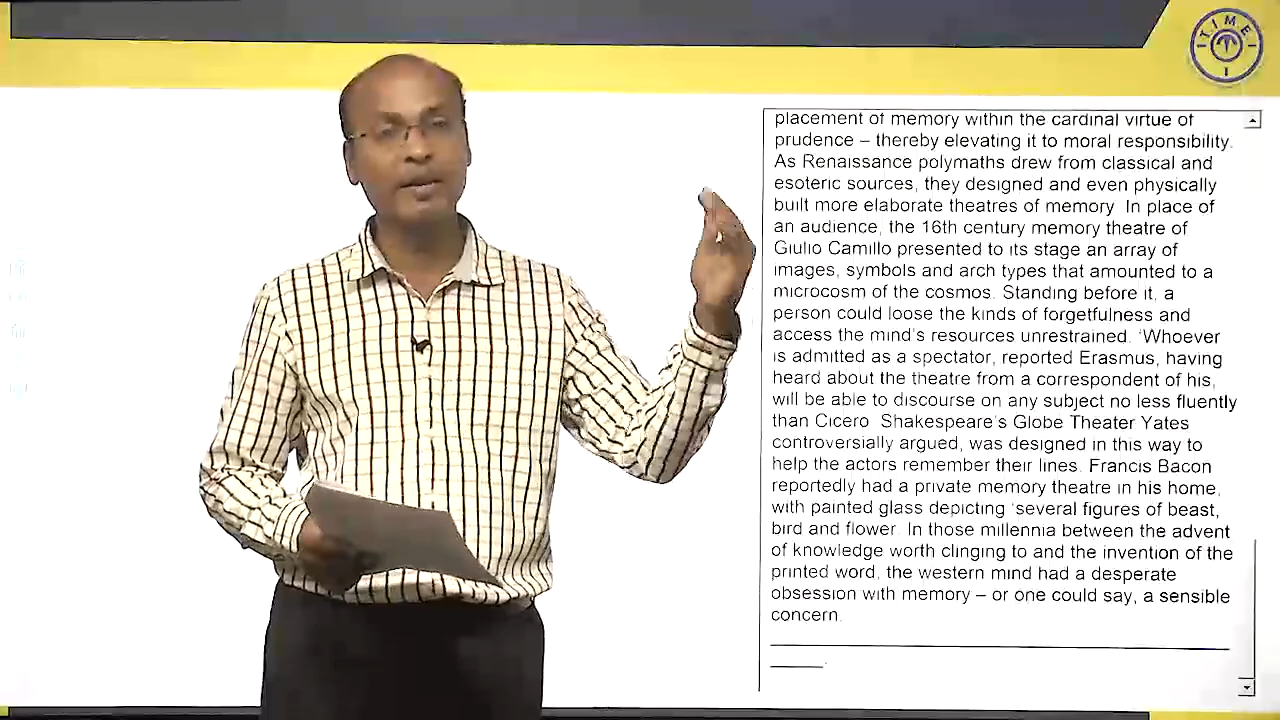 T.I.M.E.
placement of memory within the cardinal virtue of
prudence – thereby elevating it to moral responsibility.
As Renaissance polymaths drew from classical and
esoteric sources, they designed and even physically
built more elaborate theatres of memory In place of
an audience, the 16th century memory theatre of
Giulio Camillo presented to its stage an array of
images, symbols and arch types that amounted to a
microcosm of the cosmos. Standing before it, a
person could loose the kinds of forgetfulness and
access the mind's resources unrestrained. 'Whoever
is admitted as a spectator, reported Erasmus, having
heard about the theatre from a correspondent of his,
will be able to discourse on any subject no less fluently
than Cicero Shakespeare's Globe Theater Yates
controversially argued, was designed in this way to
help the actors remember their lines. Francis Bacon
reportedly had a private memory theatre in his home,
with painted glass depicting 'several figures of beast,
bird and flower. In those millennia between the advent
of knowledge worth clinging to and the invention of the
printed word, the western mind had a desperate
obsession with memory – or one could say, a sensible
concern.